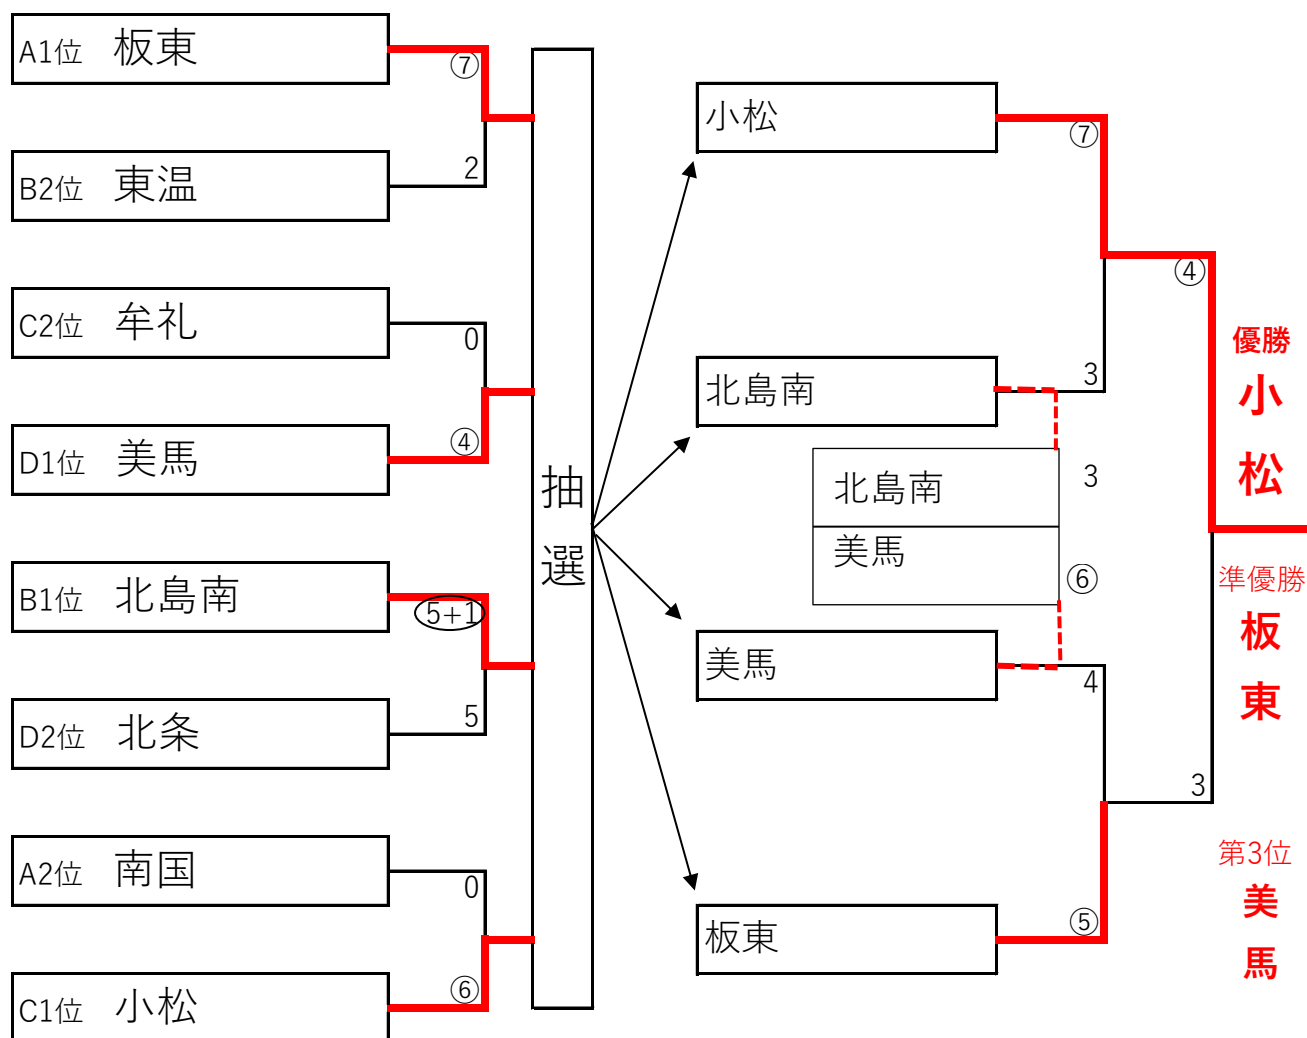 A1位 板東
⑦
2
B2位 東温
C2位 牟礼
0
④
D1位 美馬
B1位 北島南
5+1
5
D2位 北条
A2位 南国
0
⑥
C1位 小松
抽
選
小松
⑦
北島南
3
北島南
3
美馬
⑥
美馬
4
板東
⑤
④
3
優勝
小
松
準優勝
板
東
第3位
美
馬